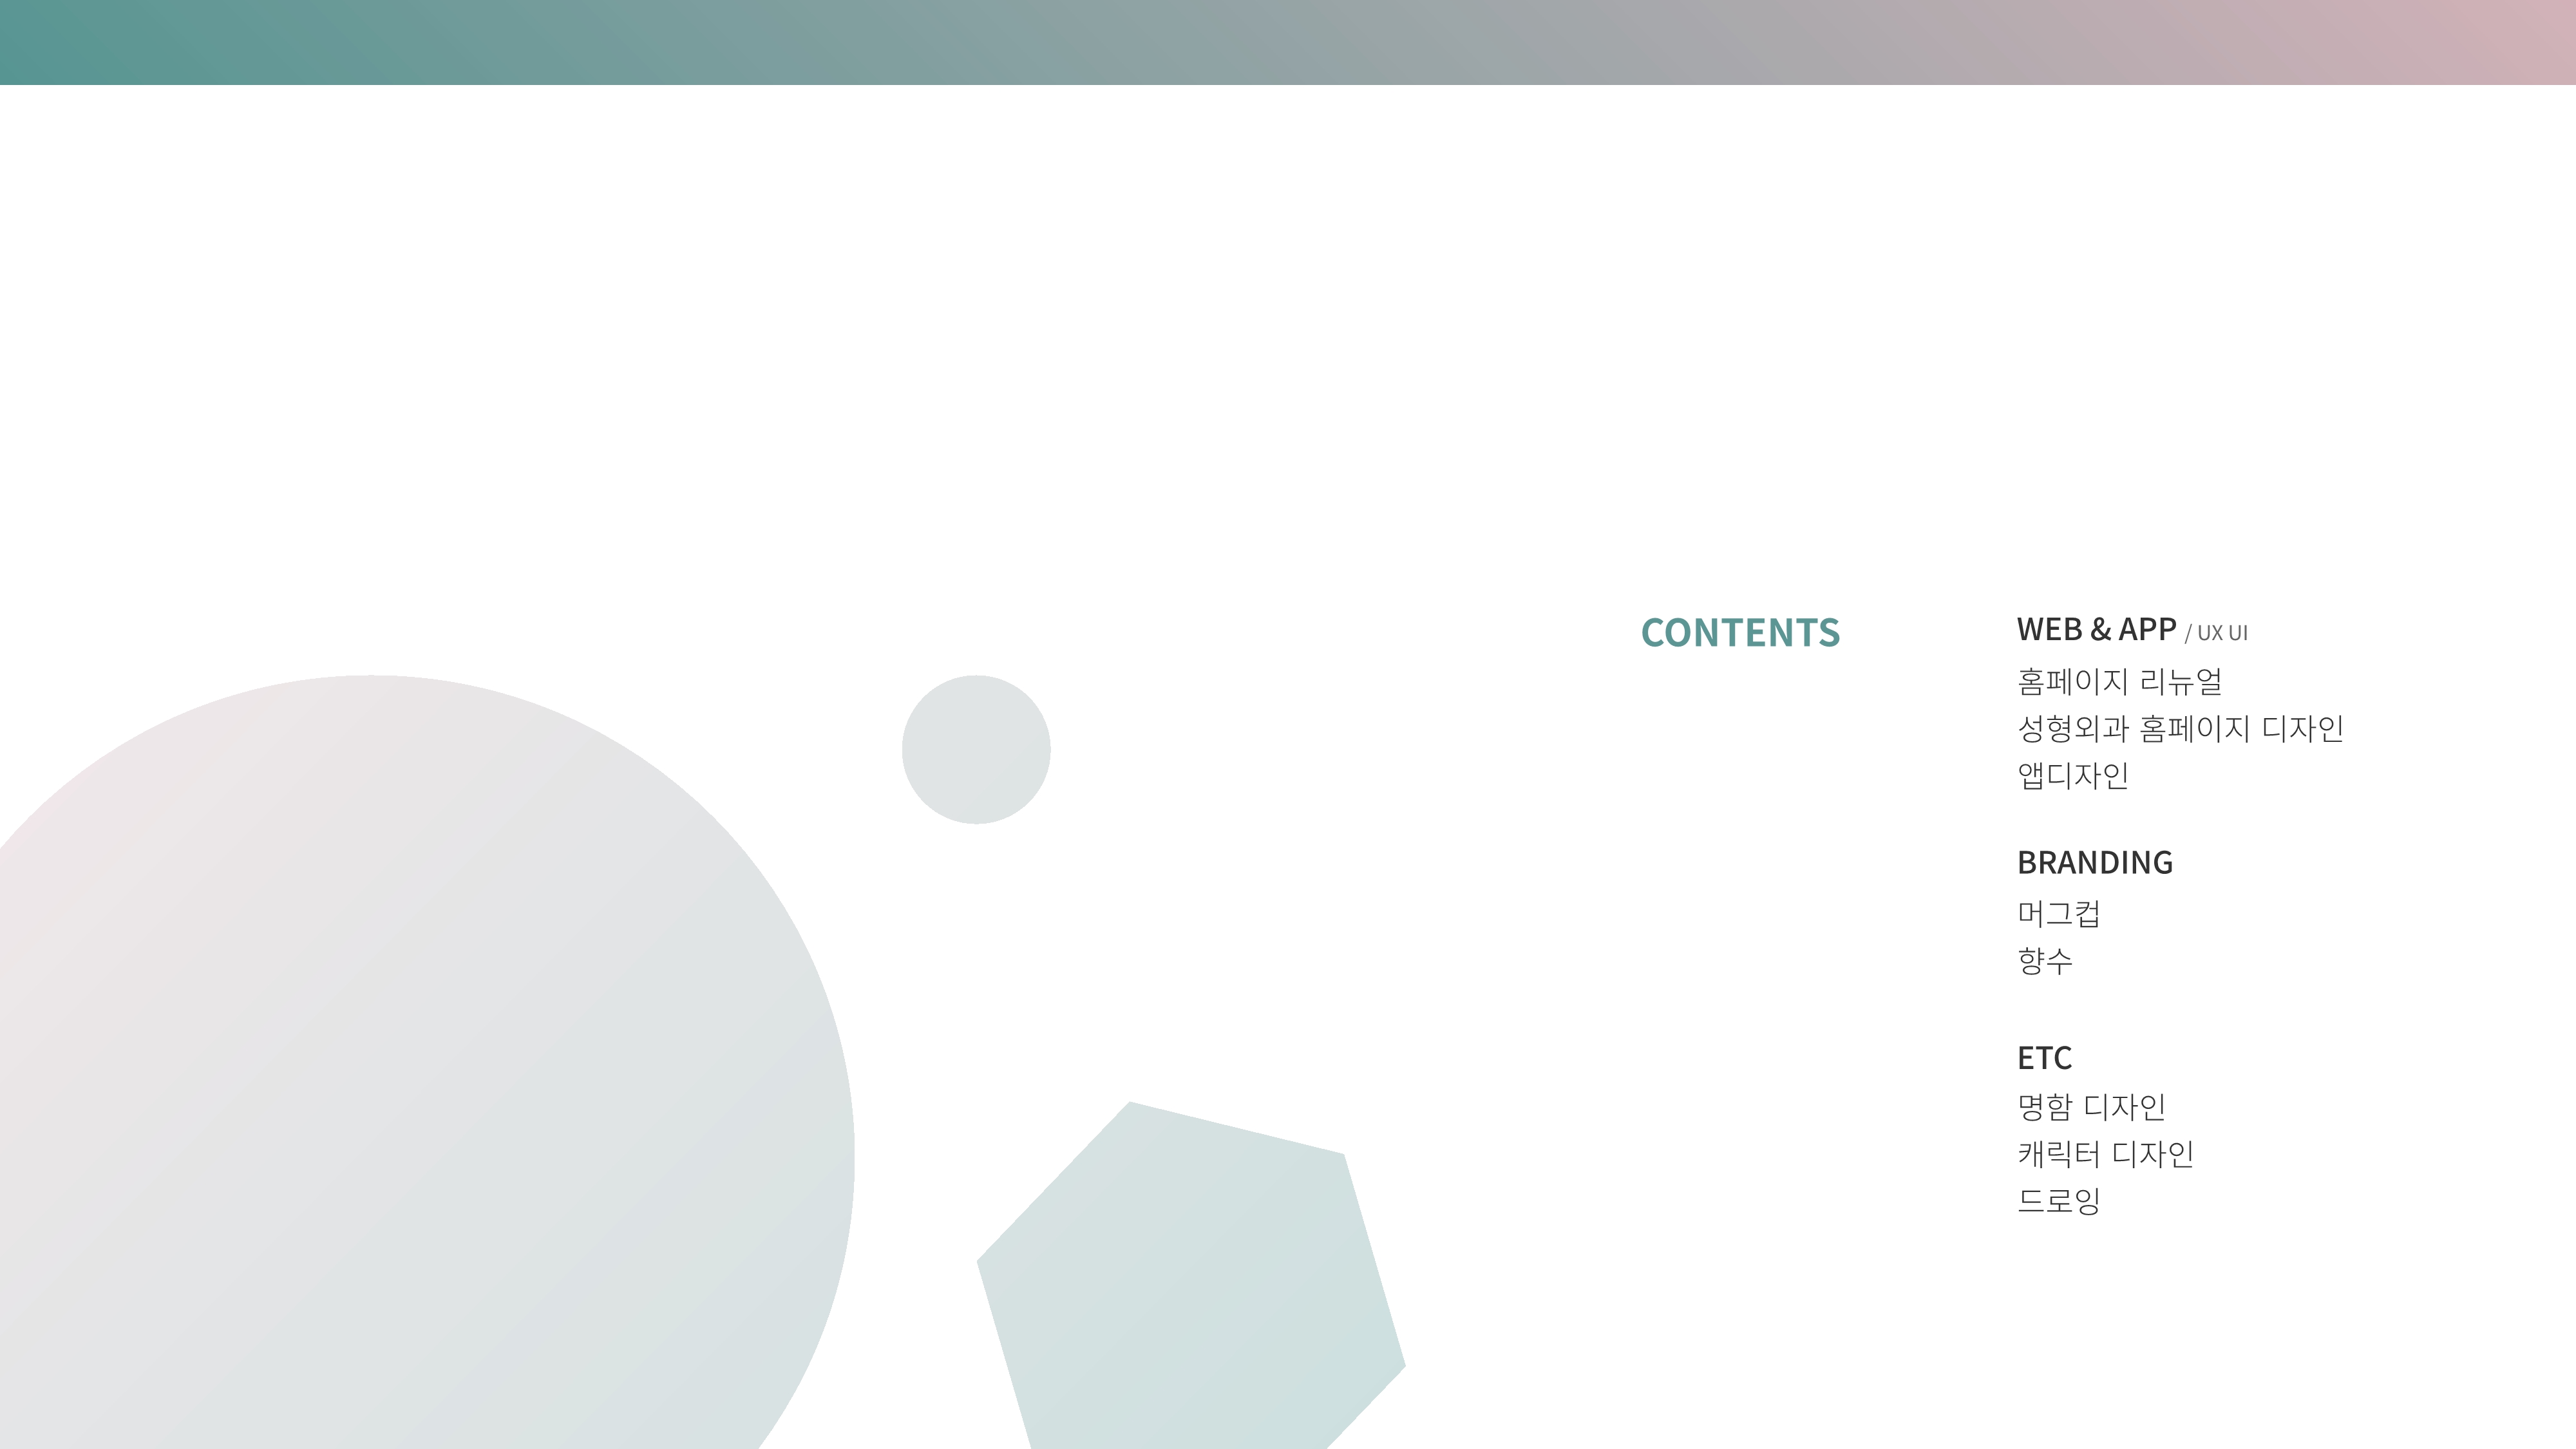 CONTENTS
WEB & APP / UX UI
홈페이지 리뉴얼
성형외과 홈페이지 디자인
앱디자인
BRANDING
머그컵
향수
ETC
명함 디자인
캐릭터 디자인
드로잉